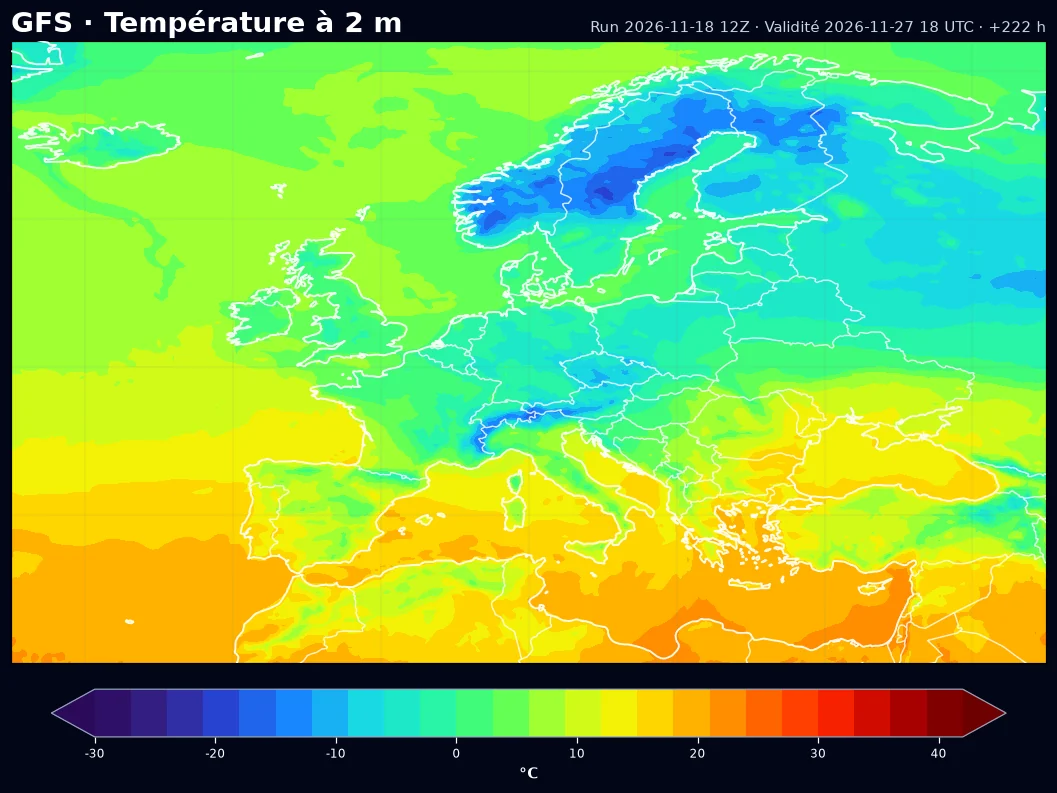 GFS · Température à 2 m
Run 2026-11-18 12Z · Validité 2026-11-27 18 UTC · +222 h
-30 -20 -10 0 10 20 30 40
°C